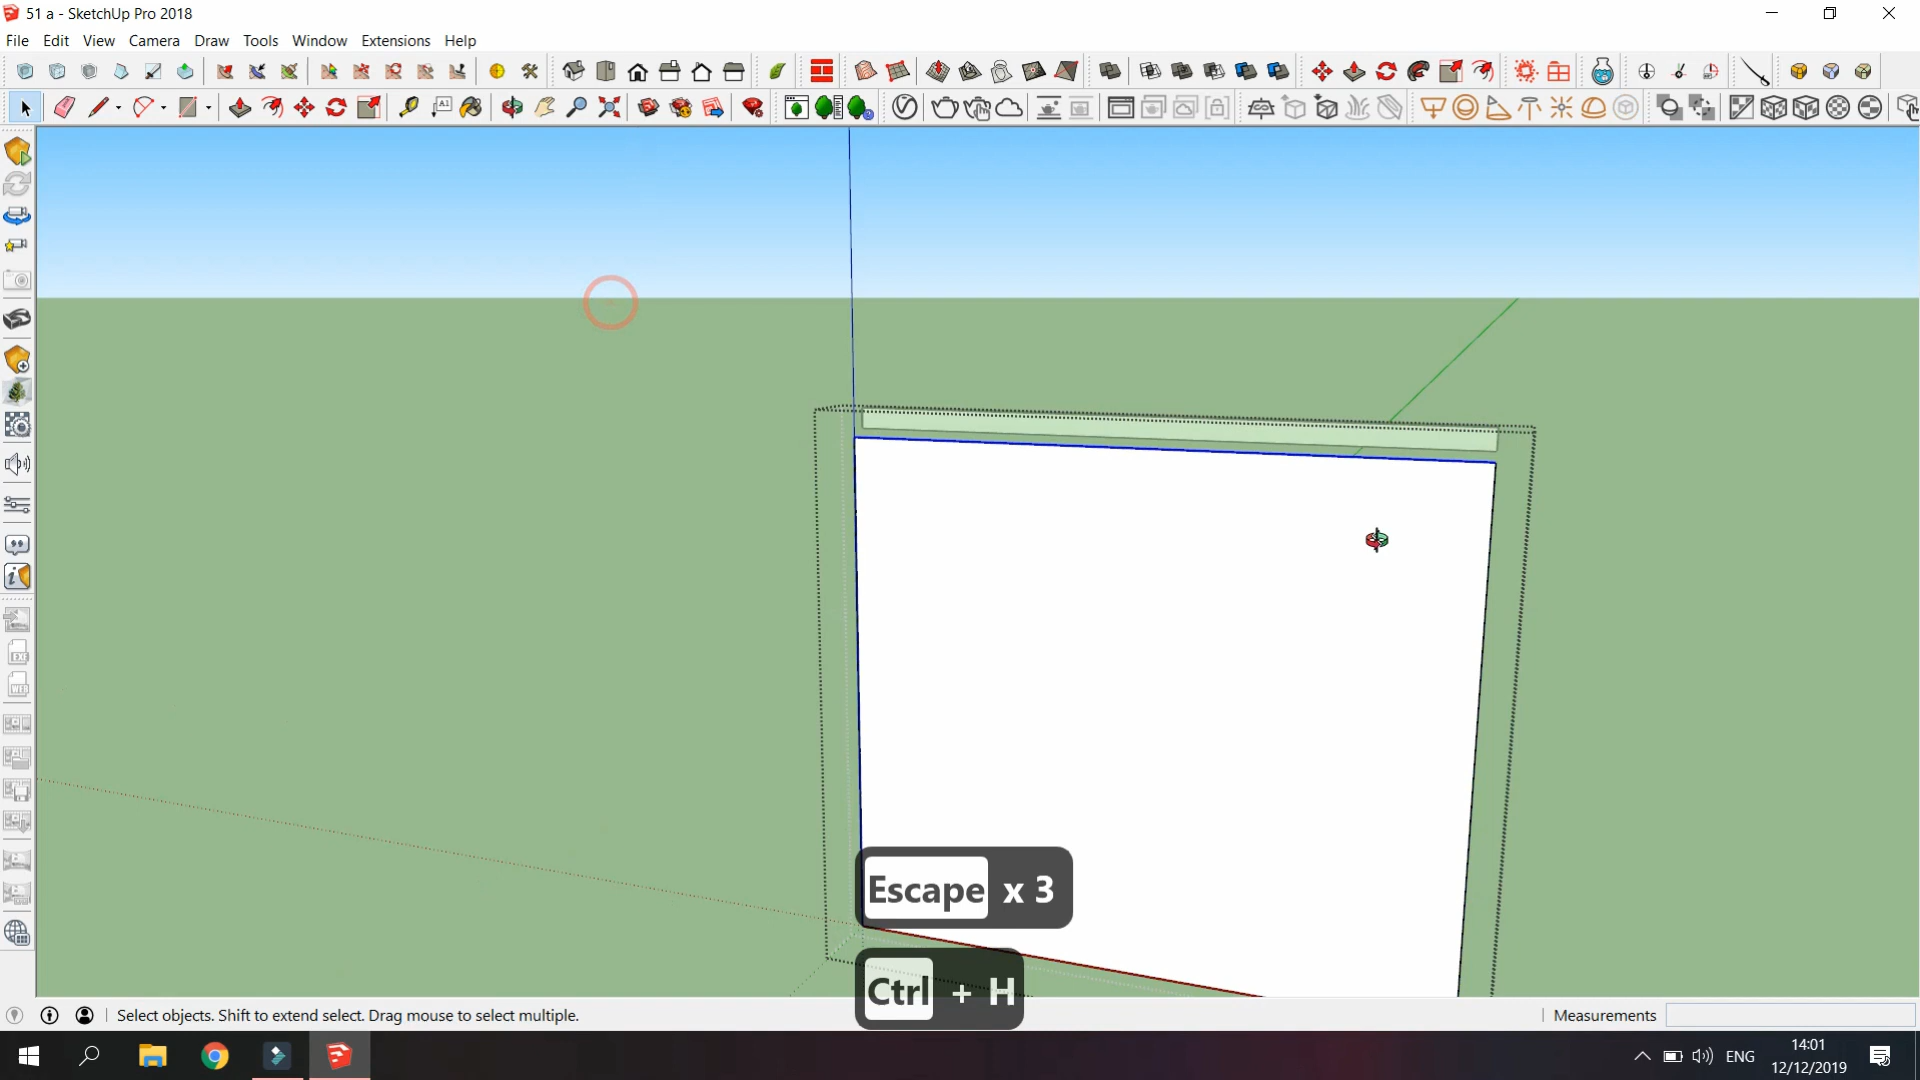 51 a - SketchUp Pro 2018
File Edit View Camera Draw Tools Window Extensions Help
Escape x 3
Ctrl + H
Select objects. Shift to extend select. Drag mouse to select multiple.
Measurements
ENG
14:01
12/12/2019